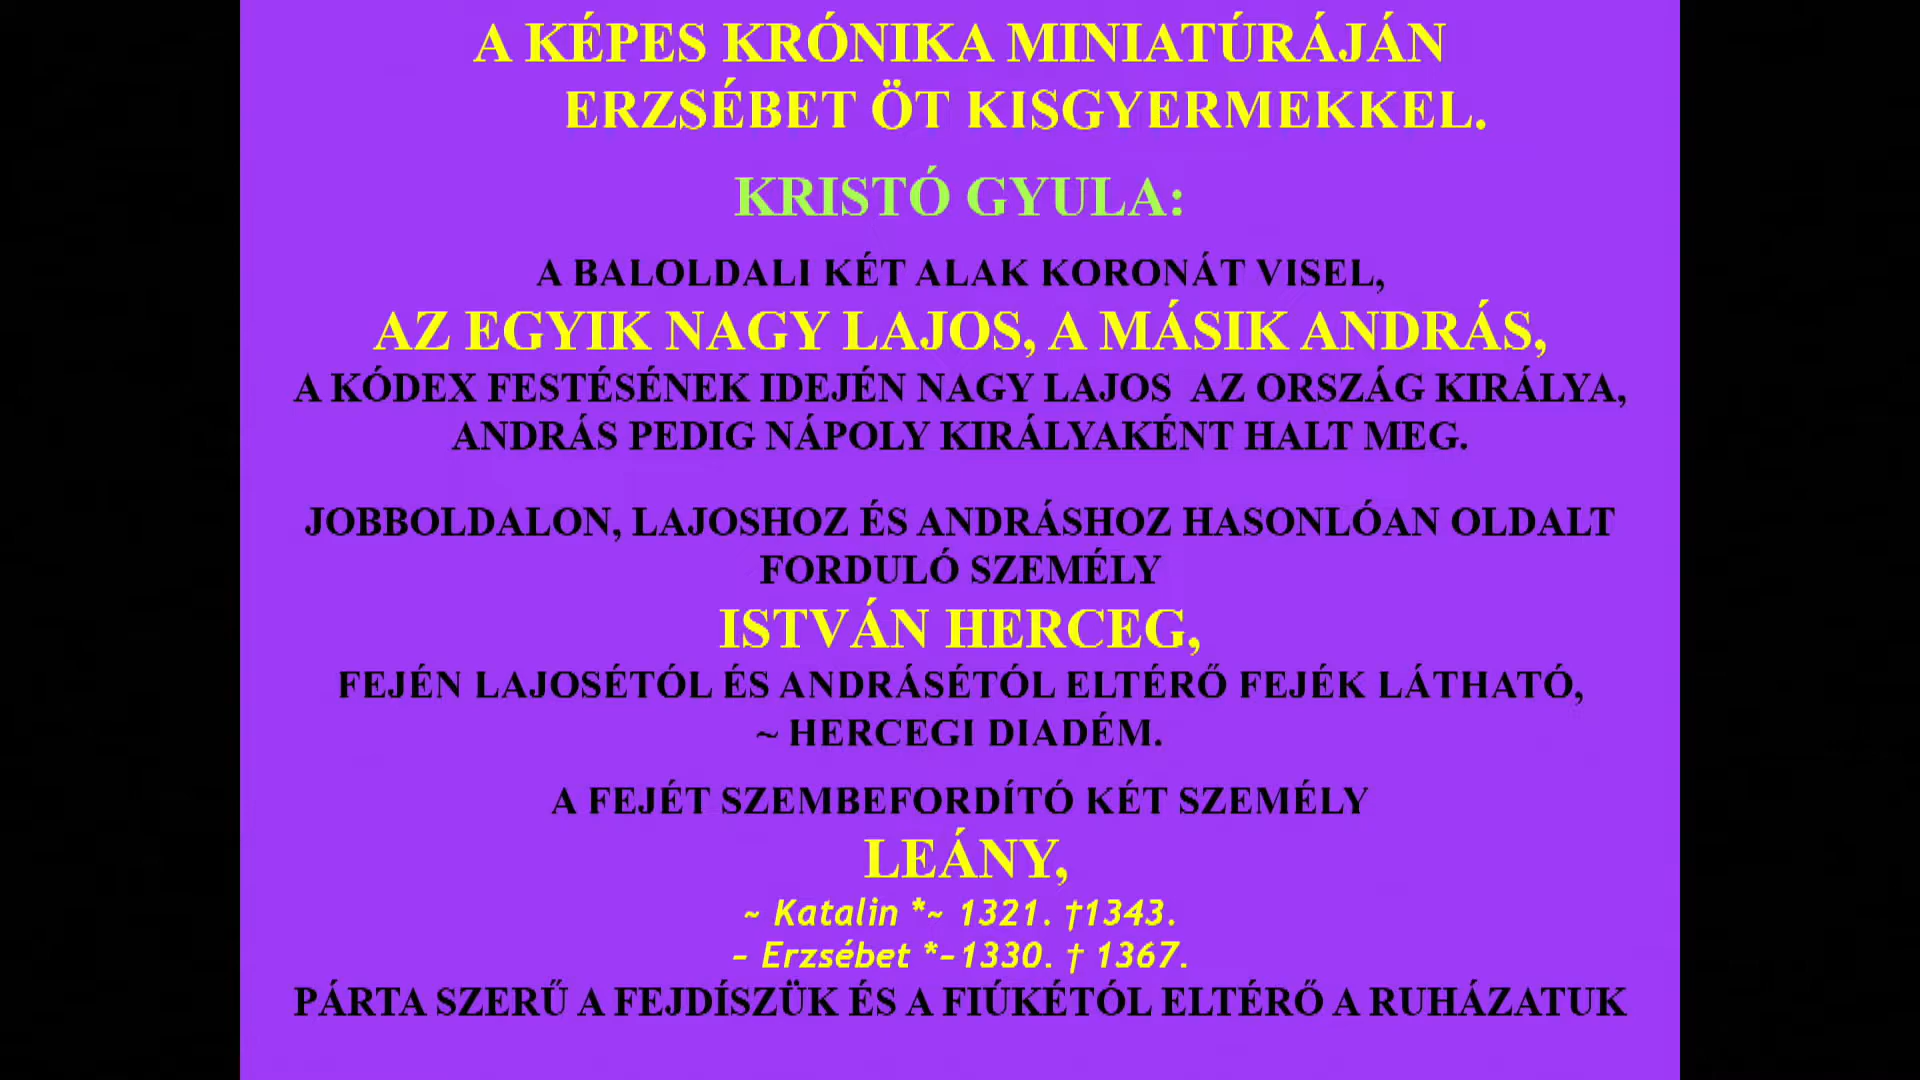 A KÉPES KRÓNIKA MINIATÚRÁJÁN
ERZSÉBET ÖT KISGYERMEKKEL.
KRISTÓ GYULA:
A BALOLDALI KÉT ALAK KORONÁT VISEL,
AZ EGYIK NAGY LAJOS, A MÁSIK ANDRÁS,
A KÓDEX FESTÉSÉNEK IDEJÉN NAGY LAJOS AZ ORSZÁG KIRÁLYA,
ANDRÁS PEDIG NÁPOLY KIRÁLYAKÉNT HALT MEG.
JOBBOLDALON, LAJOSHOZ ÉS ANDRÁSHOZ HASONLÓAN OLDALT
FORDULÓ SZEMÉLY
ISTVÁN HERCEG,
FEJÉN LAJOSÉTÓL ÉS ANDRÁSÉTÓL ELTÉRŐ FEJÉK LÁTHATÓ,
~ HERCEGI DIADÉM.
A FEJÉT SZEMBEFORDÍTÓ KÉT SZEMÉLY
LEÁNY,
~ Katalin *~ 1321. †1343.
~ Erzsébet *~1330. † 1367.
PÁRTA SZERŰ A FEJDÍSZÜK ÉS A FIÚKÉTÓL ELTÉRŐ A RUHÁZATUK